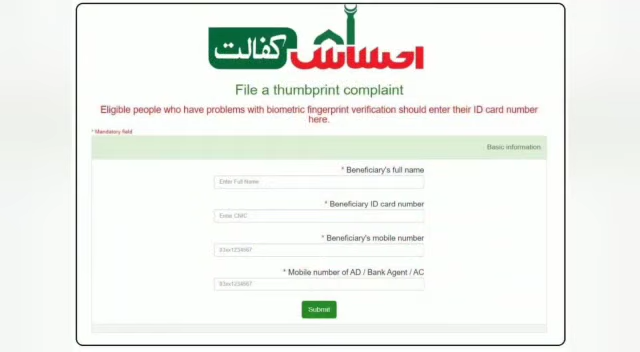 احساس کفالت
File a thumbprint complaint
Eligible people who have problems with biometric fingerprint verification should enter their ID card number
here.
* Mandatory field
Basic information
* Beneficiary's full name
Enter Full Name
* Beneficiary ID card number
Enter CNIC
* Beneficiary's mobile number
03xx1234567
* Mobile number of AD / Bank Agent / AC
03xx1234567
Submit